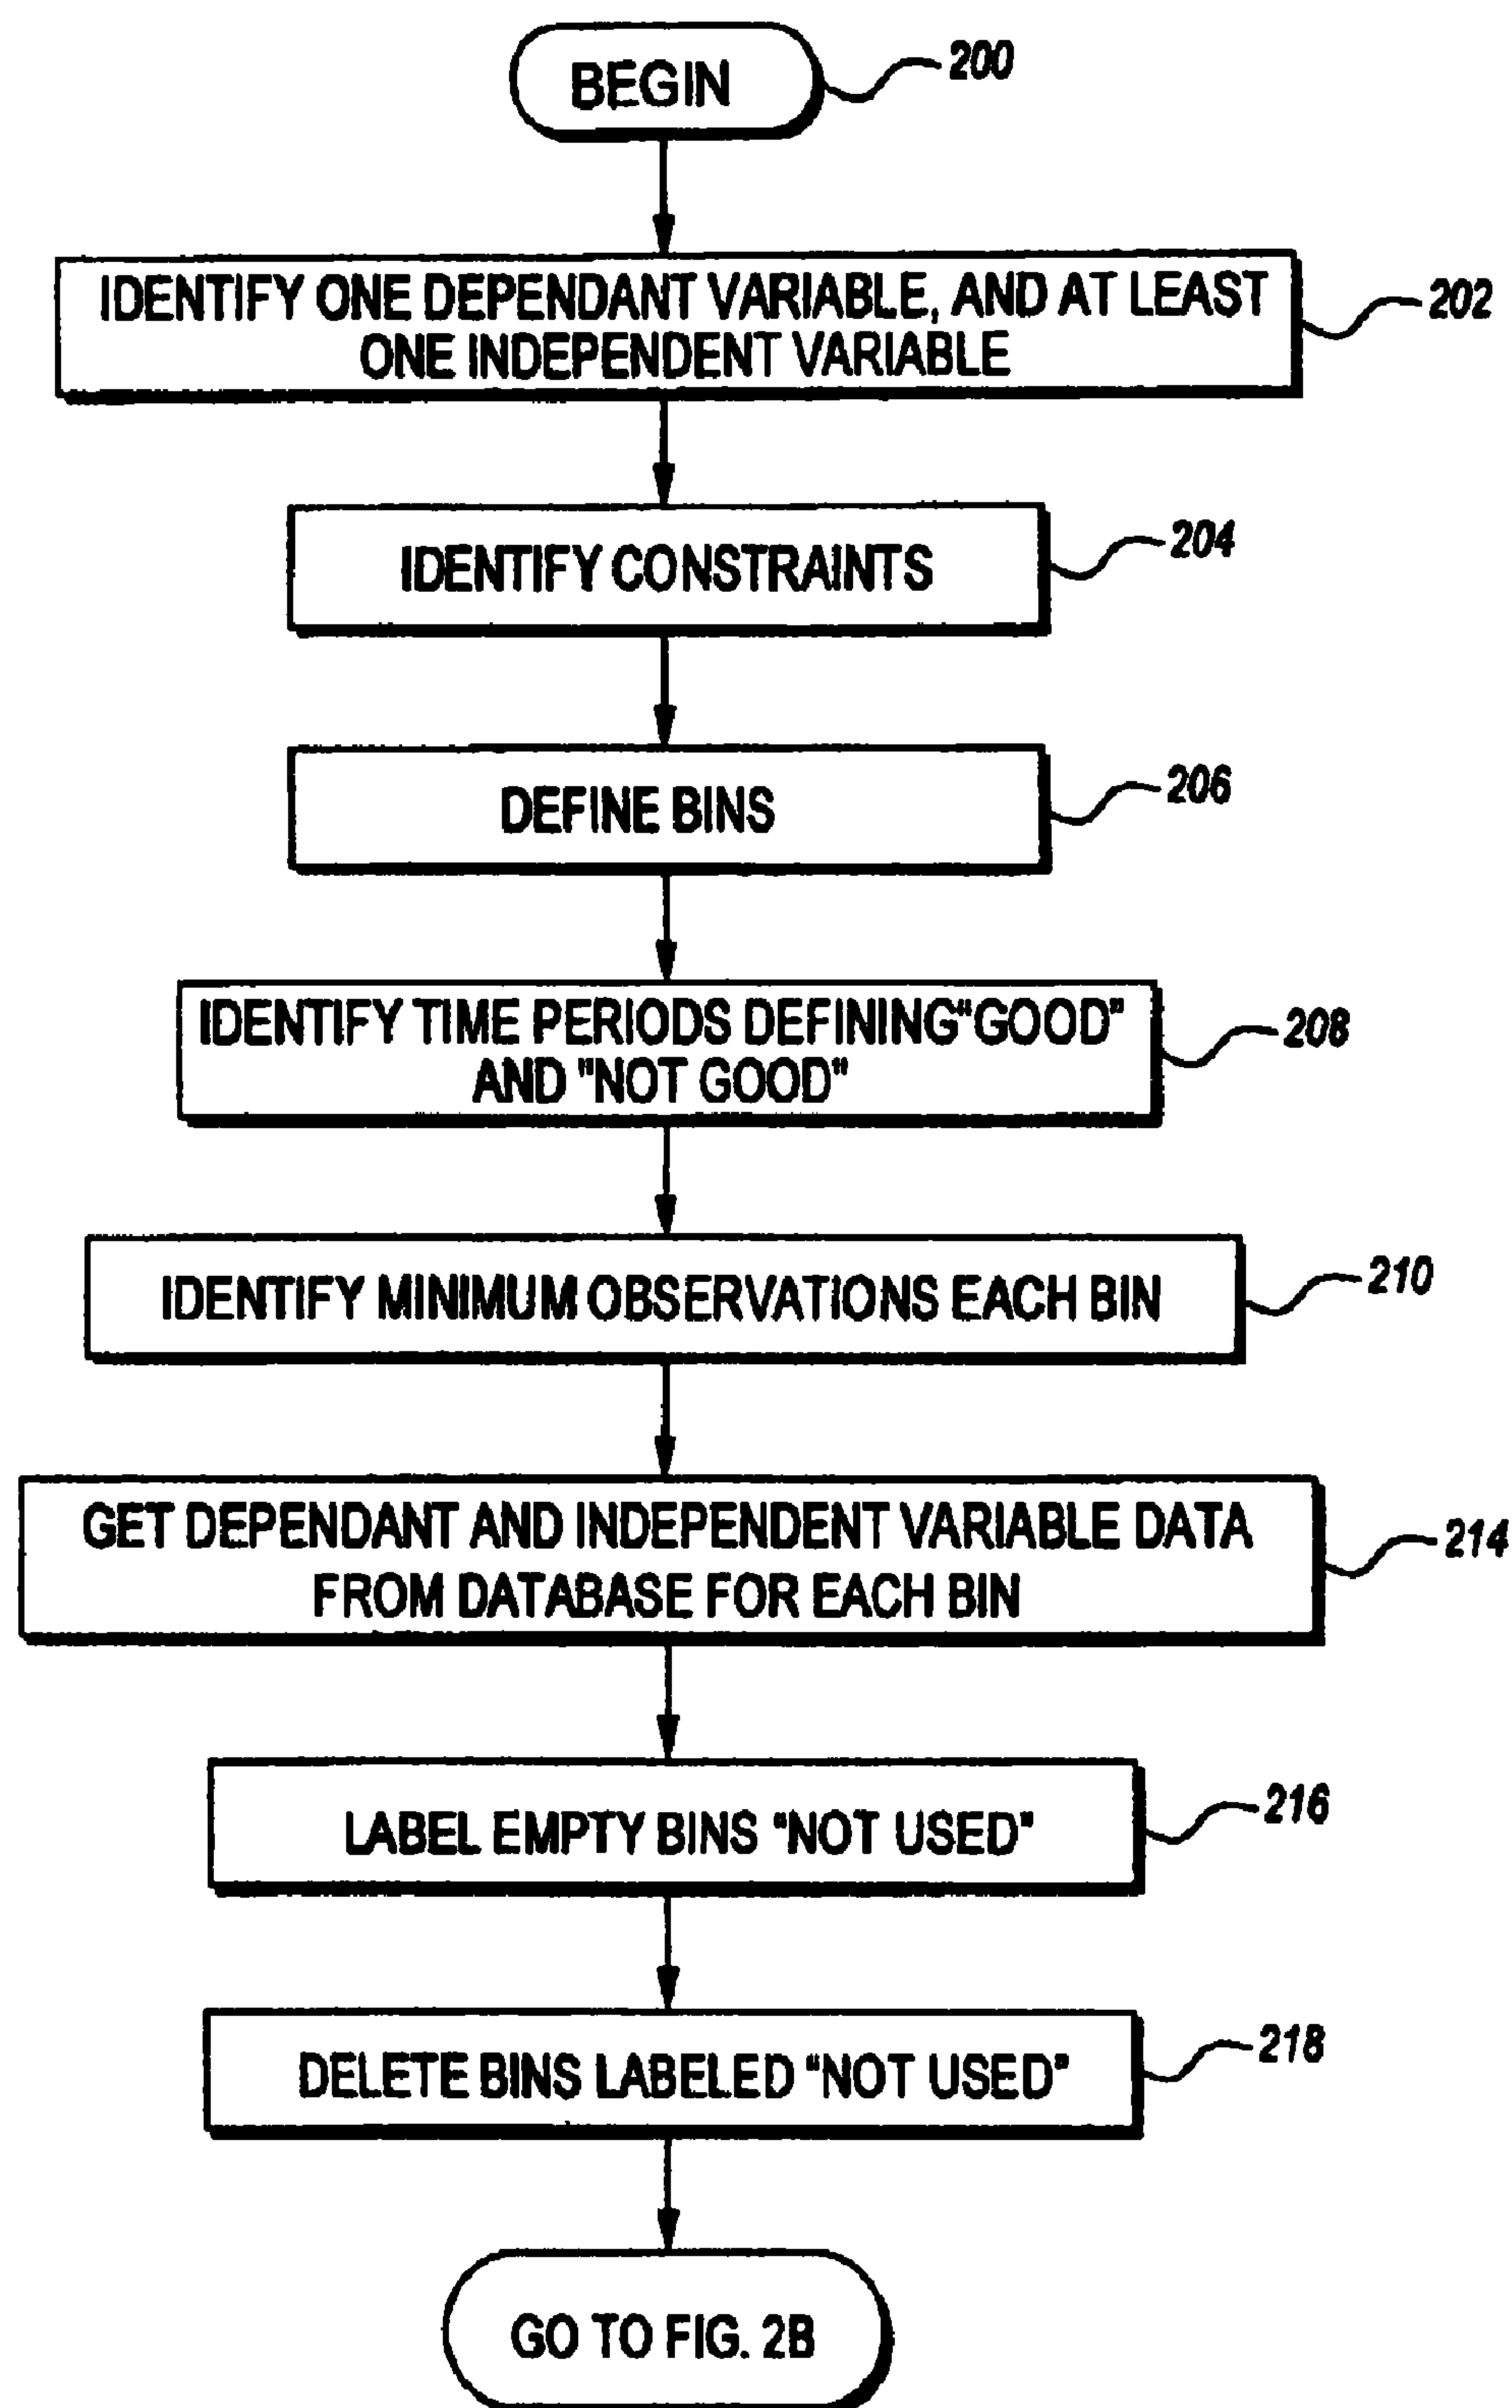 BEGIN
200
IDENTIFY ONE DEPENDANT VARIABLE, AND AT LEAST
ONE INDEPENDENT VARIABLE
202
IDENTIFY CONSTRAINTS
204
DEFINE BINS
206
IDENTIFY TIME PERIODS DEFINING“GOOD”
AND "NOT GOOD"
208
IDENTIFY MINIMUM OBSERVATIONS EACH BIN
210
GET DEPENDANT AND INDEPENDENT VARIABLE DATA
FROM DATABASE FOR EACH BIN
214
LABEL EMPTY BINS “NOT USED”
216
DELETE BINS LABELED “NOT USED”
218
GO TO FIG. 2B